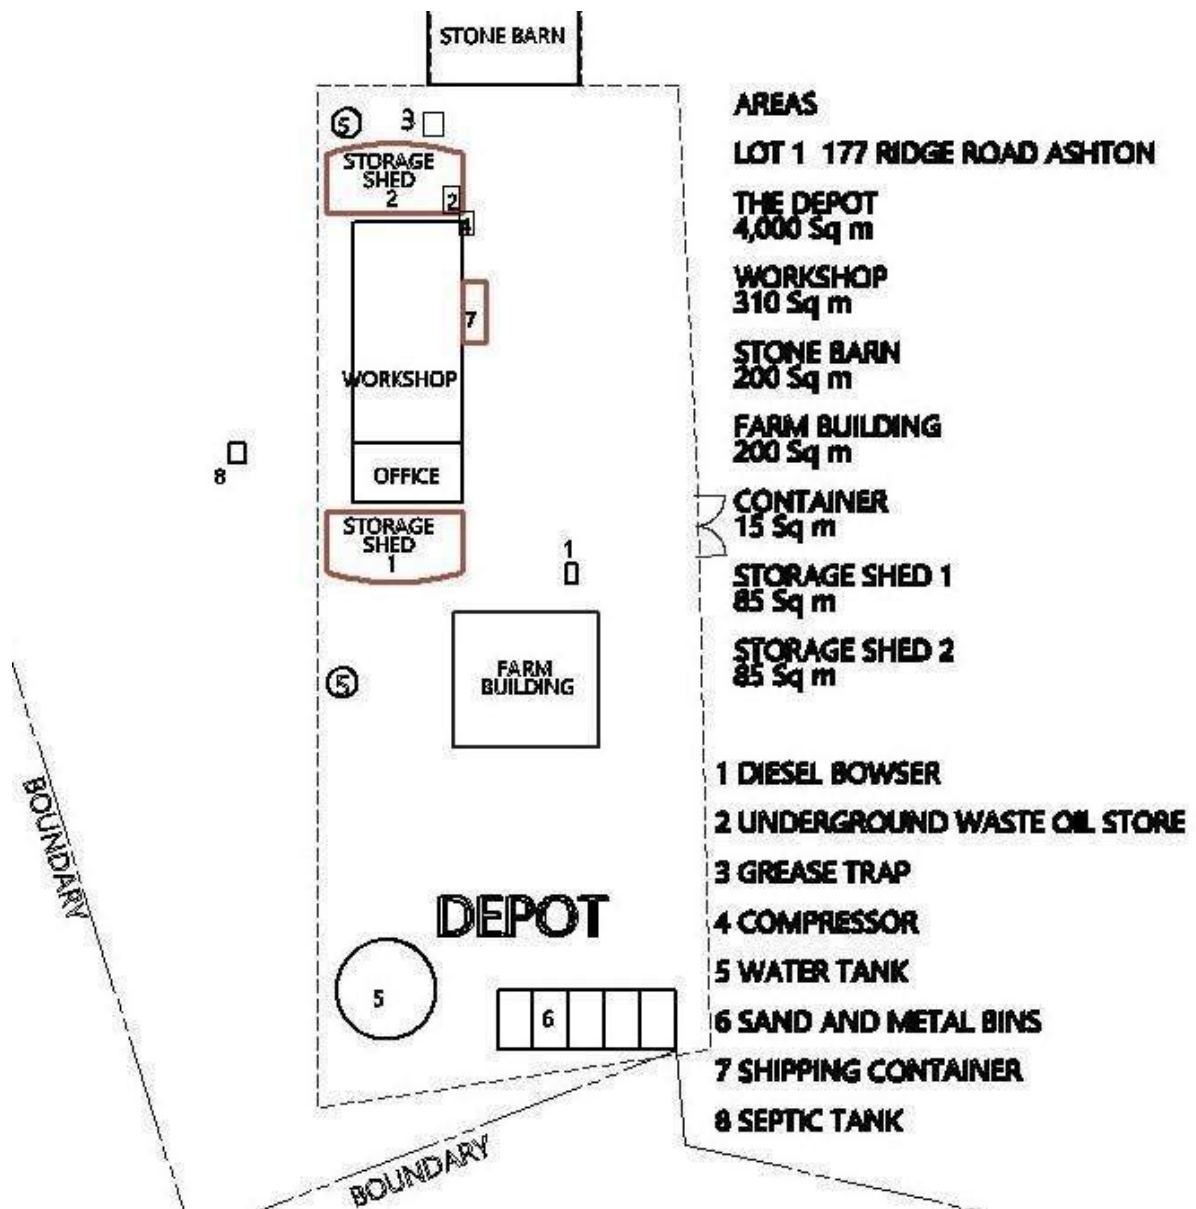 STONE BARN
5
3
STORAGE
SHED
2
2
4
7
WORKSHOP
8
OFFICE
STORAGE
SHED
1
1
FARM
BUILDING
5
BOUNDARY
DEPOT
5
6
BOUNDARY
AREAS
LOT 1 177 RIDGE ROAD ASHTON
THE DEPOT
4,000 Sq m
WORKSHOP
310 Sq m
STONE BARN
200 Sq m
FARM BUILDING
200 Sq m
CONTAINER
15 Sq m
STORAGE SHED 1
85 Sq m
STORAGE SHED 2
85 Sq m
1 DIESEL BOWSER
2 UNDERGROUND WASTE OIL STORE
3 GREASE TRAP
4 COMPRESSOR
5 WATER TANK
6 SAND AND METAL BINS
7 SHIPPING CONTAINER
8 SEPTIC TANK